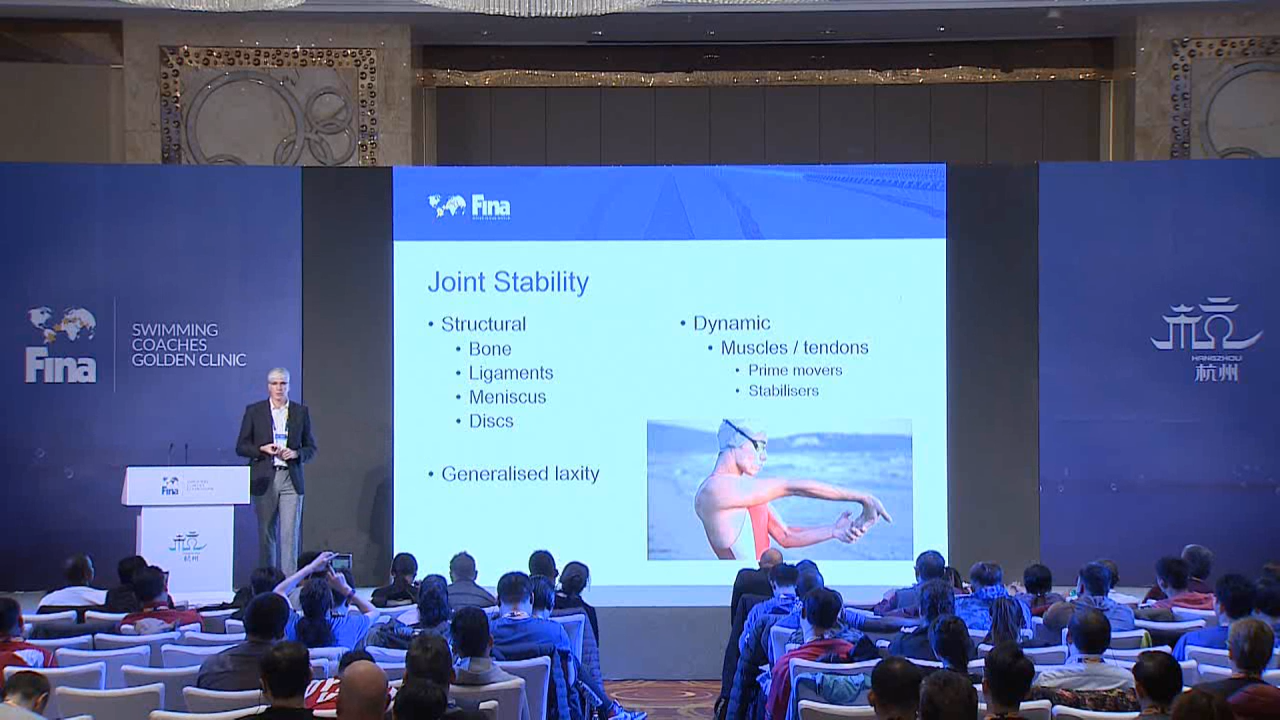 Fina
Joint Stability
• Structural
• Bone
• Ligaments
• Meniscus
• Discs
• Generalised laxity
• Dynamic
• Muscles / tendons
• Prime movers
• Stabilisers
Fina
SWIMMING
COACHES
GOLDEN CLINIC
HANGZHOU
杭州
Fina
杭州